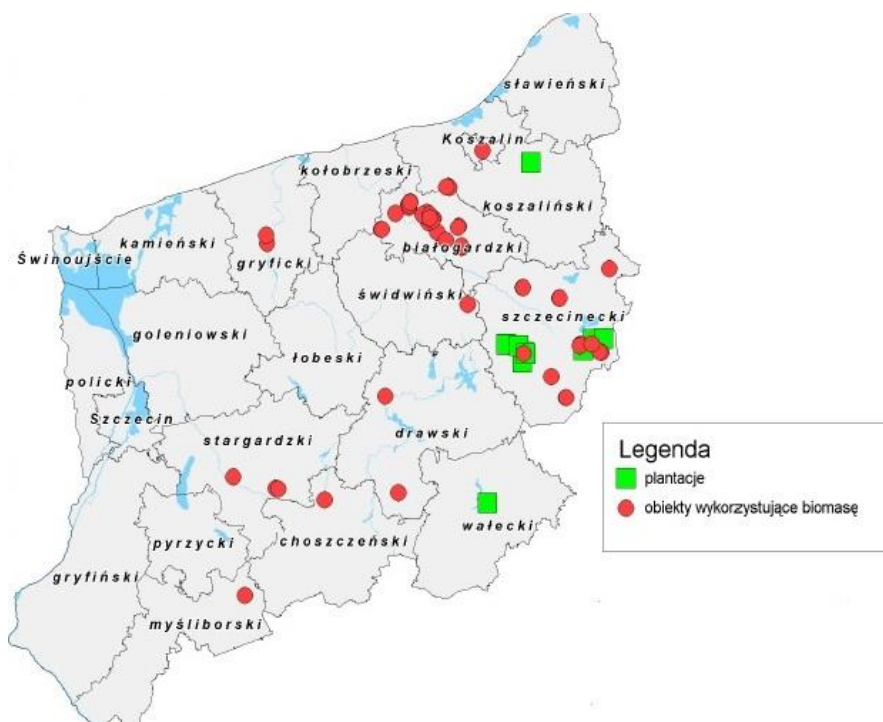 sławieński
Koszalin
kołobrzeski
koszaliński
kamieński
białogardzki
Świnoujście
gryficki
świdwiński
szczecinecki
goleniowski
łobeski
policki
Szczecin
stargardzki
drawski
Legenda
plantacje
obiekty wykorzystujące biomasę
wałecki
pyrzycki
choszczeński
gryfiński
myśliborski